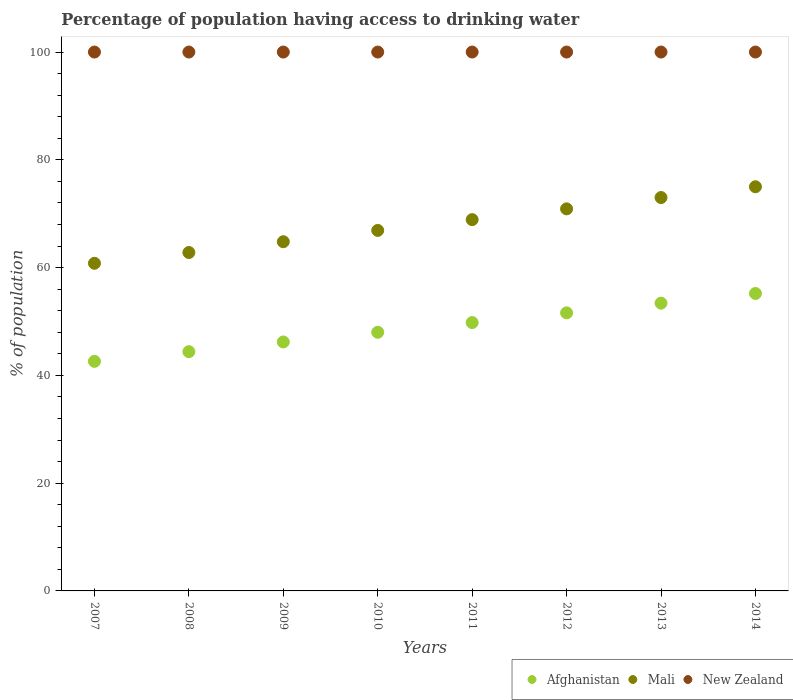 Percentage of population having access to drinking water
% of population
100
80
60
40
20
0
2007
2008
2009
2010
2011
2012
2013
2014
Years
Afghanistan
Mali
New Zealand